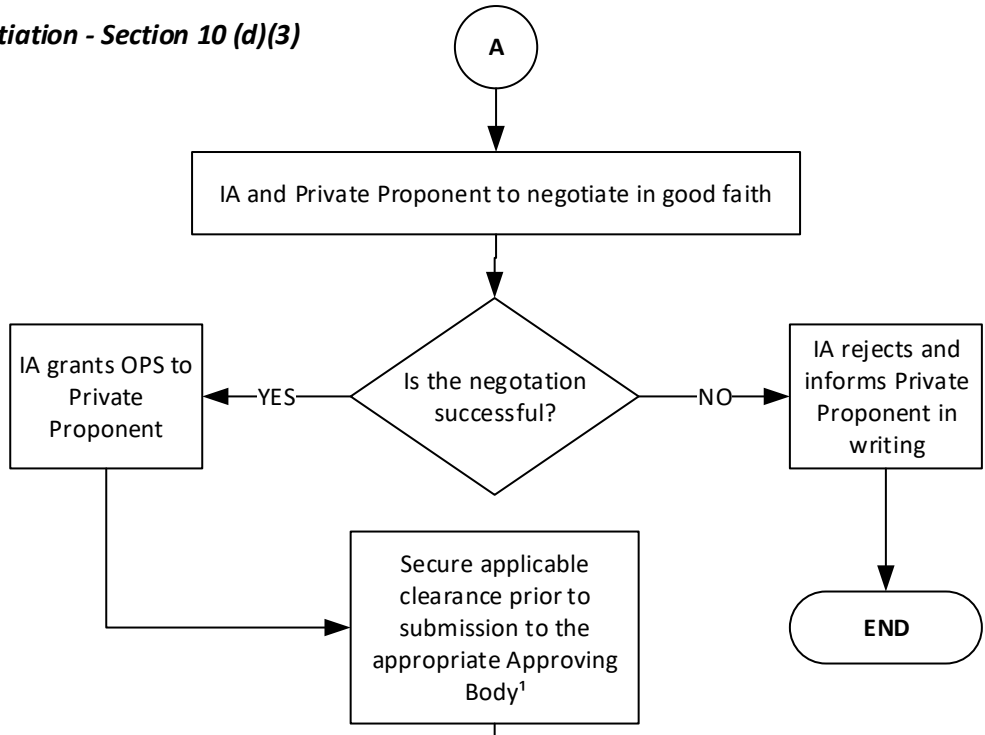 tiation - Section 10 (d)(3)
A
IA and Private Proponent to negotiate in good faith
IA grants OPS to
Private
Proponent
YES
Is the negotation
successful?
NO
IA rejects and
informs Private
Proponent in
writing
Secure applicable
clearance prior to
submission to the
appropriate Approving
Body¹
END